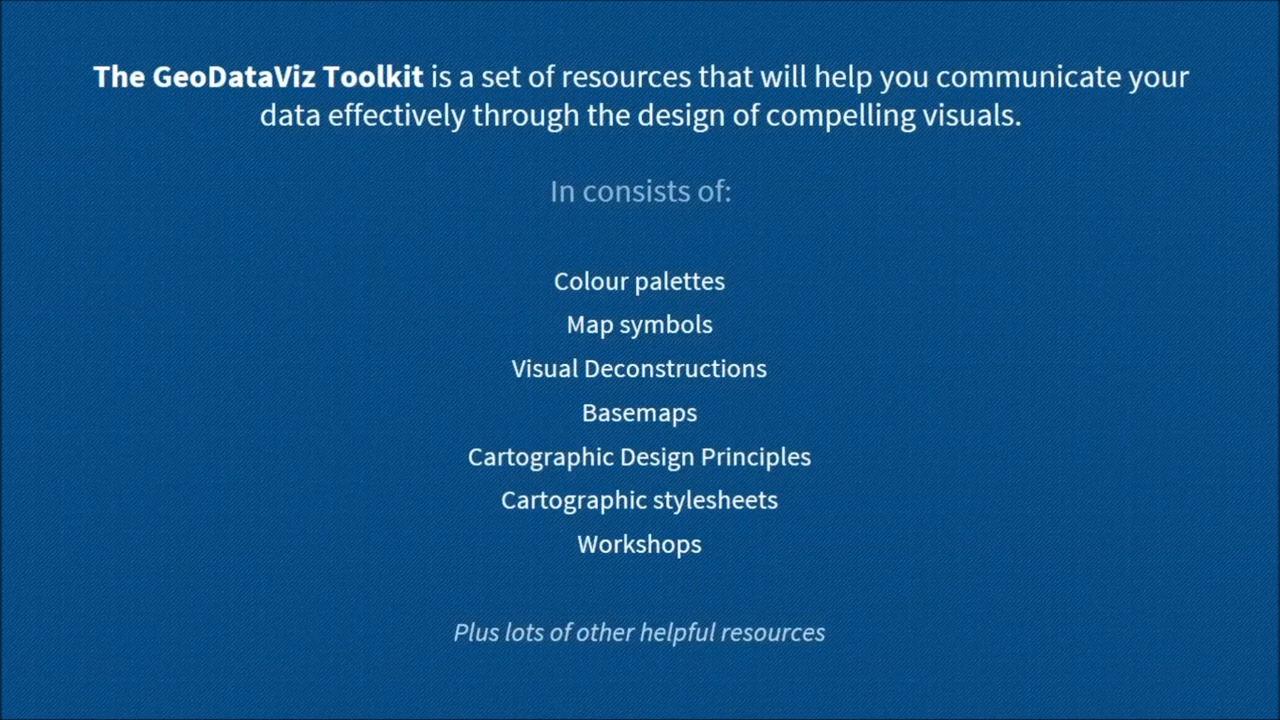 The GeoDataViz Toolkit is a set of resources that will help you communicate your
data effectively through the design of compelling visuals.
In consists of:
Colour palettes
Map symbols
Visual Deconstructions
Basemaps
Cartographic Design Principles
Cartographic stylesheets
Workshops
Plus lots of other helpful resources